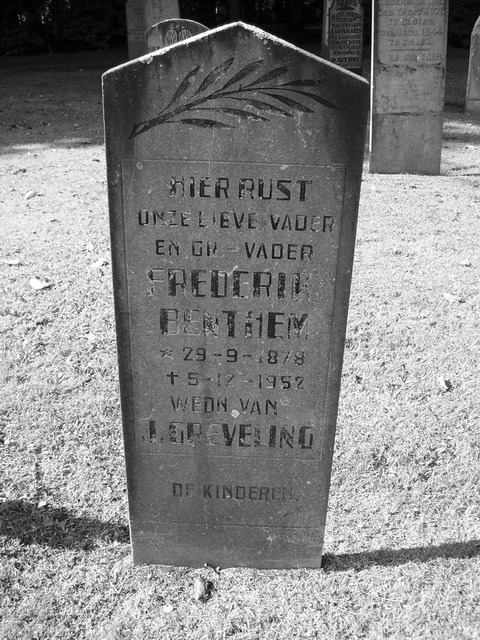 HIER RUST
ONZE LIEVE VADER
EN GR.-VADER
FREDERIK
BENTHEM
* 29-9-1878
† 5-12-1952
WEDN VAN
J. GREVELING
DE KINDEREN.